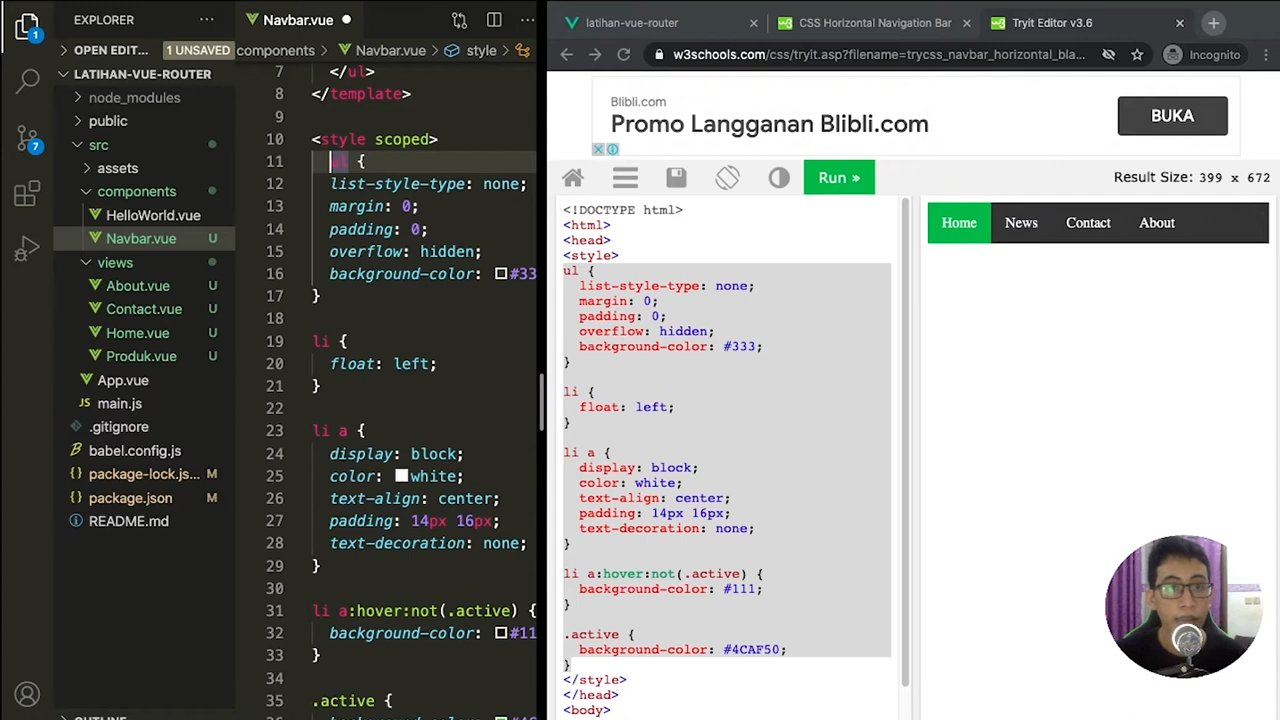 EXPLORER
1
OPEN EDIT...
1 UNSAVED
LATIHAN-VUE-ROUTER
node_modules
public
src
assets
components
HelloWorld.vue
Navbar.vue U
views
About.vue U
Contact.vue U
Home.vue U
Produk.vue U
App.vue
JS main.js
.gitignore
babel.config.js
package-lock.js... M
package.json M
README.md
7
Navbar.vue
components > Navbar.vue > style >
7 </ul>
8 </template>
9
10 <style scoped>
11 ul {
12 list-style-type: none;
13 margin: 0;
14 padding: 0;
15 overflow: hidden;
16 background-color: #33
17 }
18
19 li {
20 float: left;
21 }
22
23 li a {
24 display: block;
25 color: white;
26 text-align: center;
27 padding: 14px 16px;
28 text-decoration: none;
29 }
30
31 li a:hover:not(.active) {
32 background-color: #11
33 }
34
35 .active {
latihan-vue-router
CSS Horizontal Navigation Bar
Tryit Editor v3.6
w3schools.com/css/tryit.asp?filename=trycss_navbar_horizontal_bla...
Incognito
Blibli.com
Promo Langganan Blibli.com
BUKA
Run »
Result Size: 399 x 672
<!DOCTYPE html>
<html>
<head>
<style>
ul {
list-style-type: none;
margin: 0;
padding: 0;
overflow: hidden;
background-color: #333;
}
li {
float: left;
}
li a {
display: block;
color: white;
text-align: center;
padding: 14px 16px;
text-decoration: none;
}
li a:hover:not(.active) {
background-color: #111;
}
.active {
background-color: #4CAF50;
}
</style>
</head>
<body>
Home
News
Contact
About